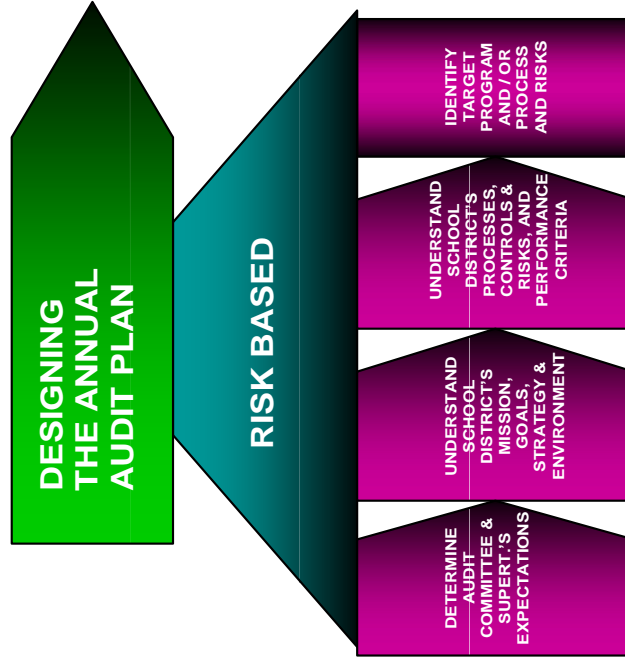 DESIGNING
THE ANNUAL
AUDIT PLAN
RISK BASED
DETERMINE
AUDIT
COMMITTEE &
SUPERT.'S
EXPECTATIONS
UNDERSTAND
SCHOOL
DISTRICT'S
MISSION,
GOALS,
STRATEGY &
ENVIRONMENT
UNDERSTAND
SCHOOL
DISTRICT'S
PROCESSES,
CONTROLS &
RISKS, AND
PERFORMANCE
CRITERIA
IDENTIFY
TARGET
PROGRAM
AND / OR
PROCESS
AND RISKS